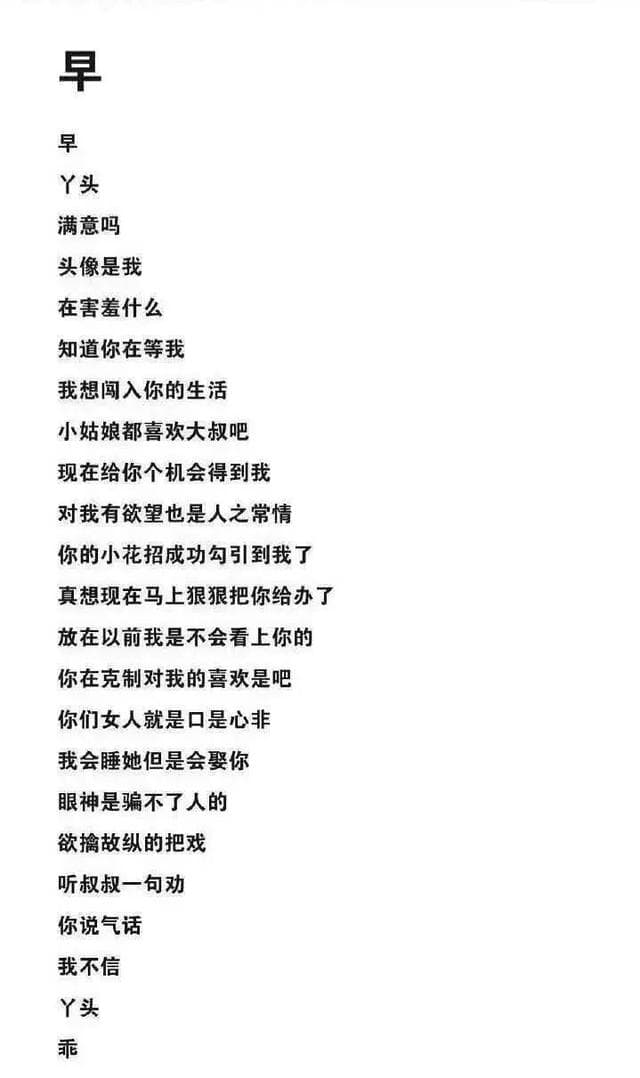 早
早
丫头
满意吗
头像是我
在害羞什么
知道你在等我
我想闯入你的生活
小姑娘都喜欢大叔吧
现在给你个机会得到我
对我有欲望也是人之常情
你的小花招成功勾引到我了
真想现在马上狠狠把你给办了
放在以前我是不会看上你的
你在克制对我的喜欢是吧
你们女人就是口是心非
我会睡她但是会娶你
眼神是骗不了人的
欲擒故纵的把戏
听叔叔一句劝
你说气话
我不信
丫头
乖